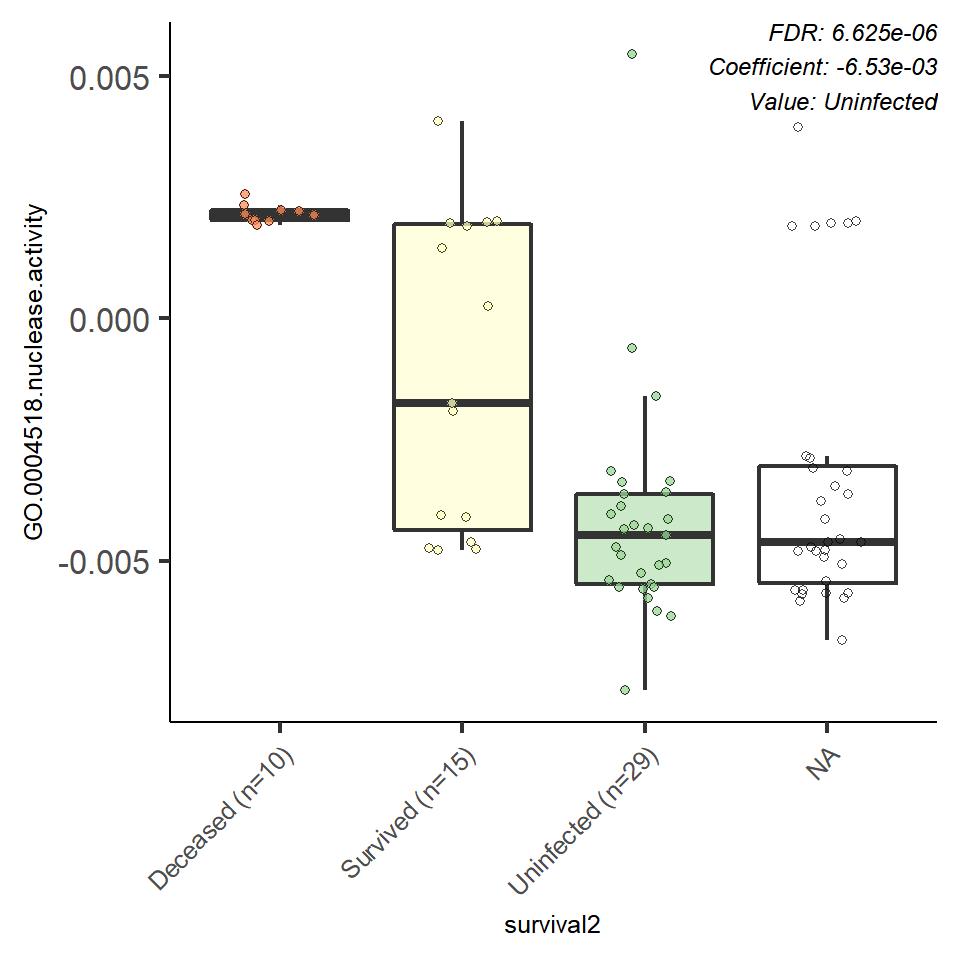 FDR: 6.625e-06
Coefficient: -6.53e-03
Value: Uninfected
GO.0004518.nuclease.activity
0.005
0.000
-0.005
Deceased (n=10)
Survived (n=15)
Uninfected (n=29)
NA
survival2